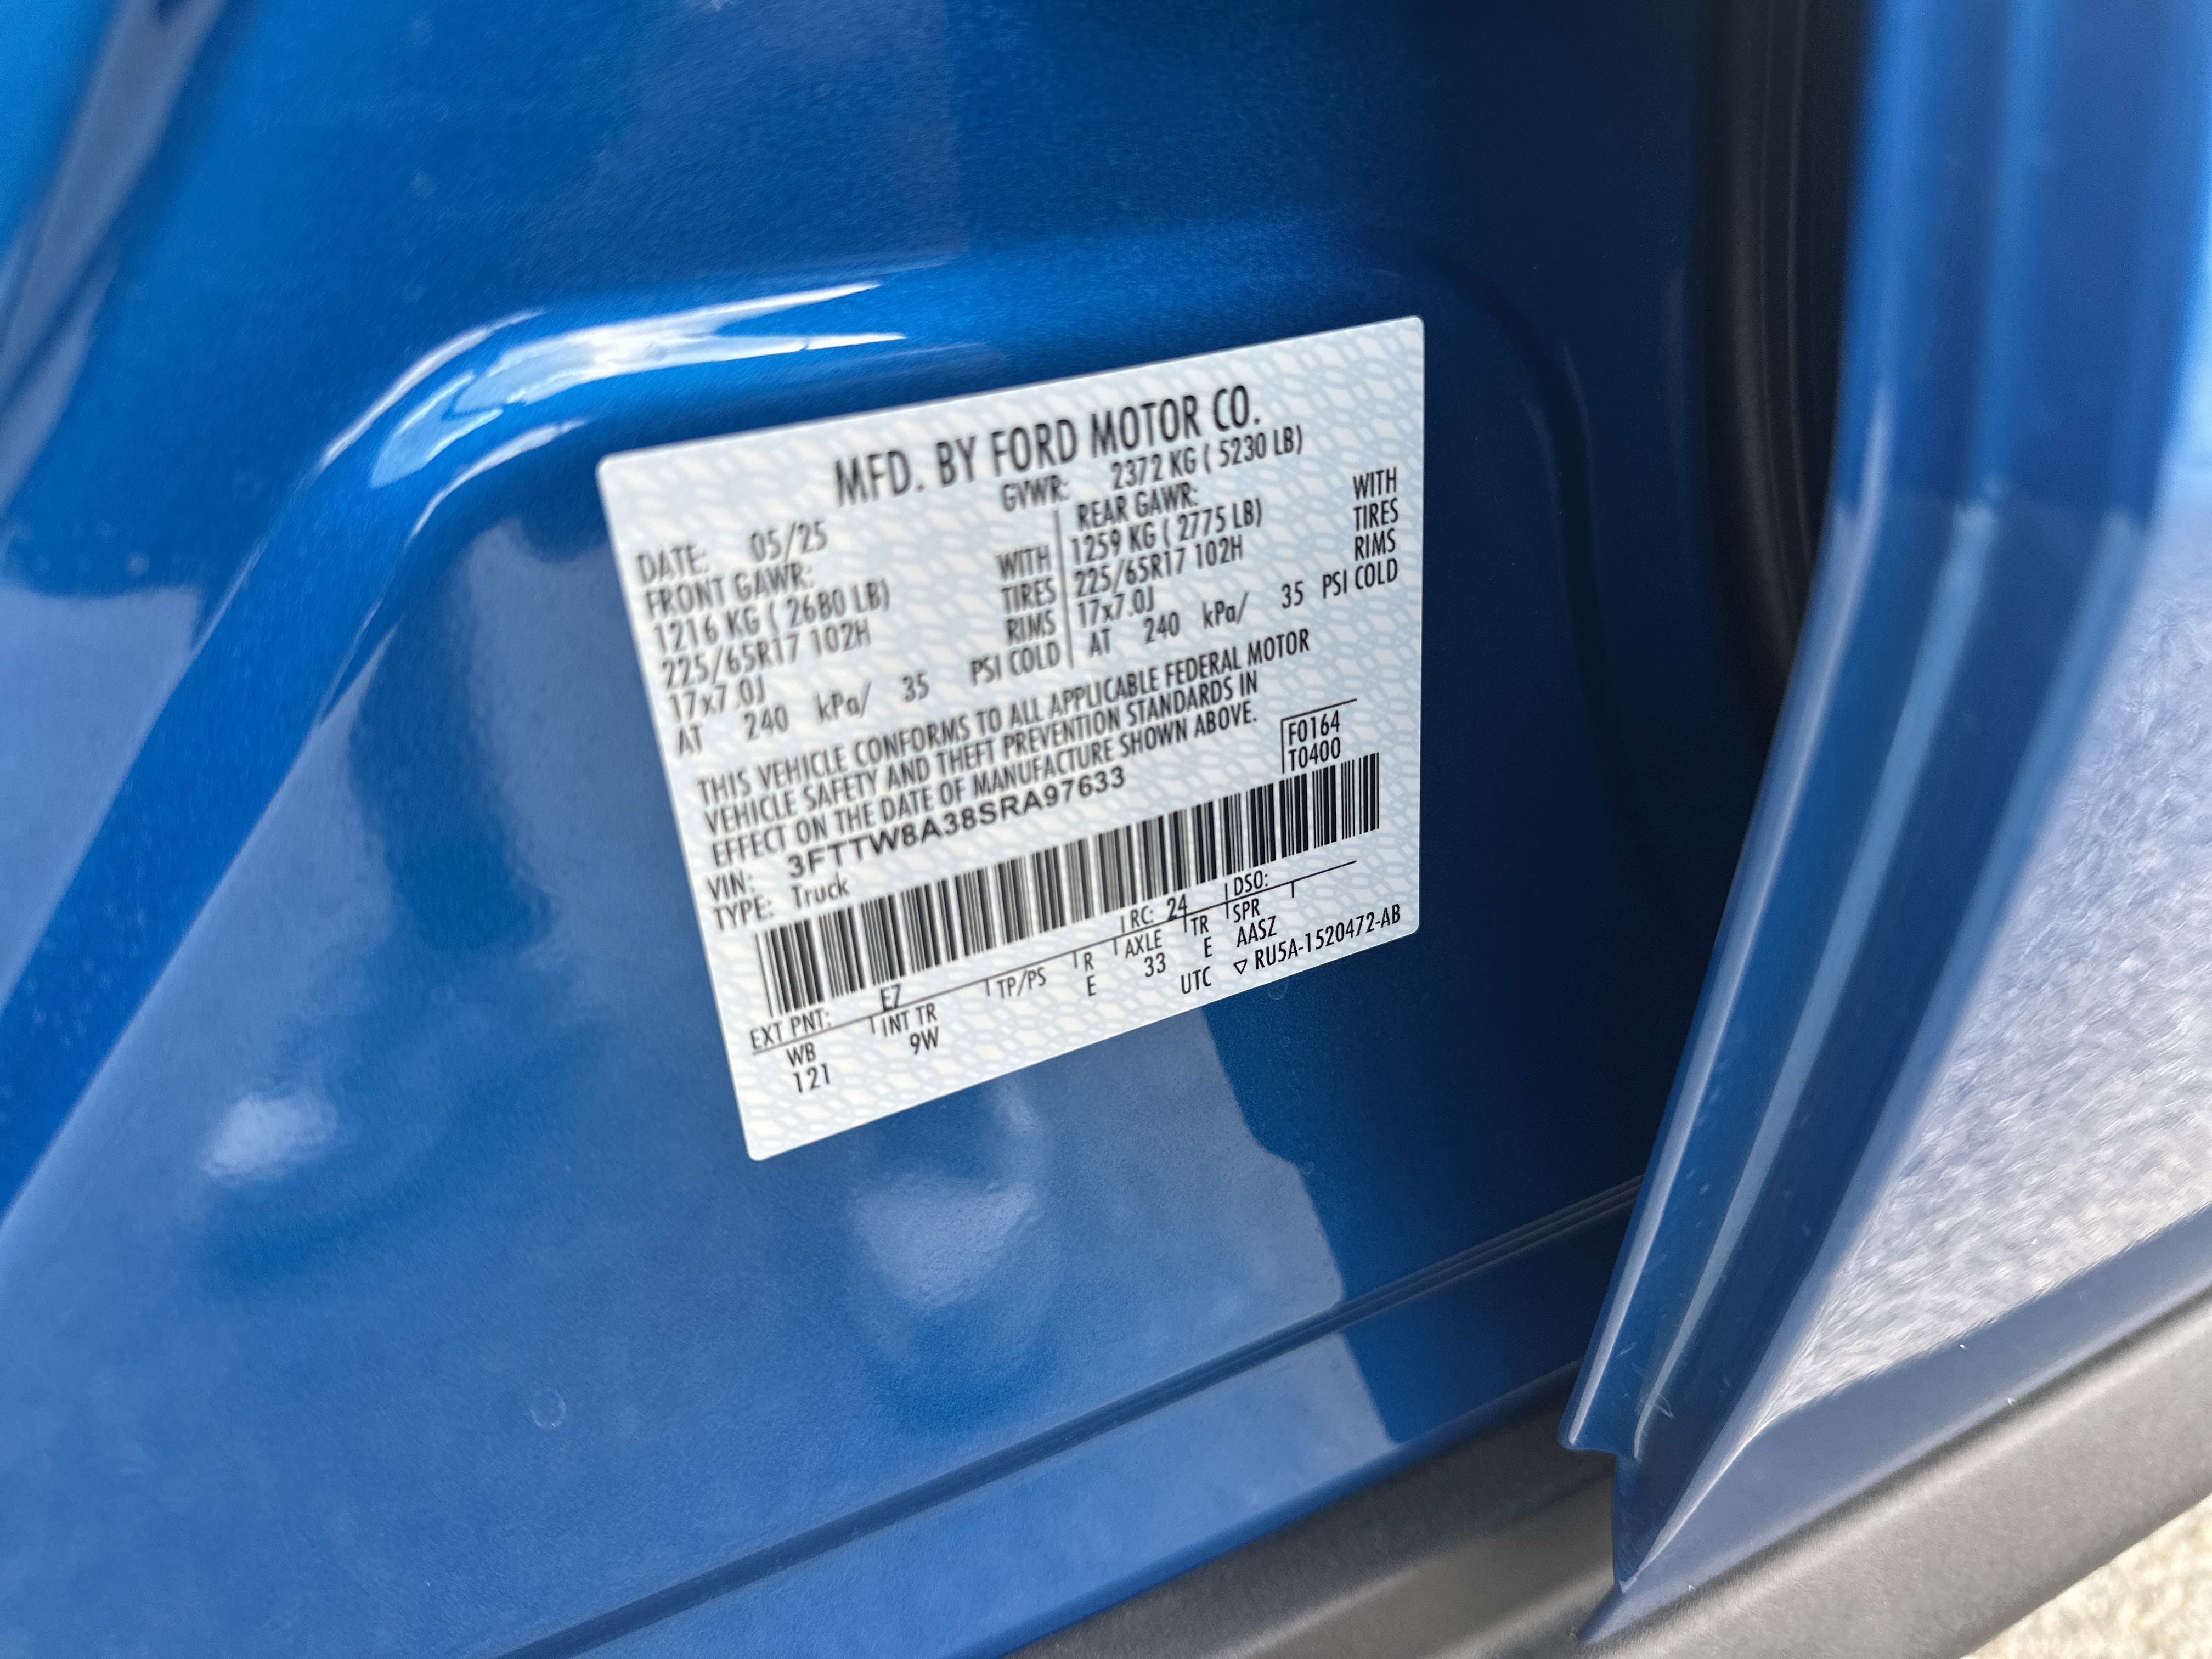 MFD. BY FORD MOTOR CO.
DATE: 05/25 GVWR: 2372 KG ( 5230 LB)
FRONT GAWR: REAR GAWR:
1216 KG ( 2680 LB) WITH 1259 KG ( 2775 LB) WITH
225/65R17 102H TIRES 225/65R17 102H TIRES
17x7.0J RIMS 17x7.0J RIMS
AT 240 kPa/ 35 PSI COLD AT 240 kPa/ 35 PSI COLD
THIS VEHICLE CONFORMS TO ALL APPLICABLE FEDERAL MOTOR
VEHICLE SAFETY AND THEFT PREVENTION STANDARDS IN
EFFECT ON THE DATE OF MANUFACTURE SHOWN ABOVE.
VIN: 3FTTW8A38SRA97633 F0164
TYPE: Truck T0400
EXT PNT: EZ RC: 24 DSO:
WB INT TR TP/PS R AXLE TR SPR
121 9W E 33 E AASZ
UTC ▽ RU5A-1520472-AB